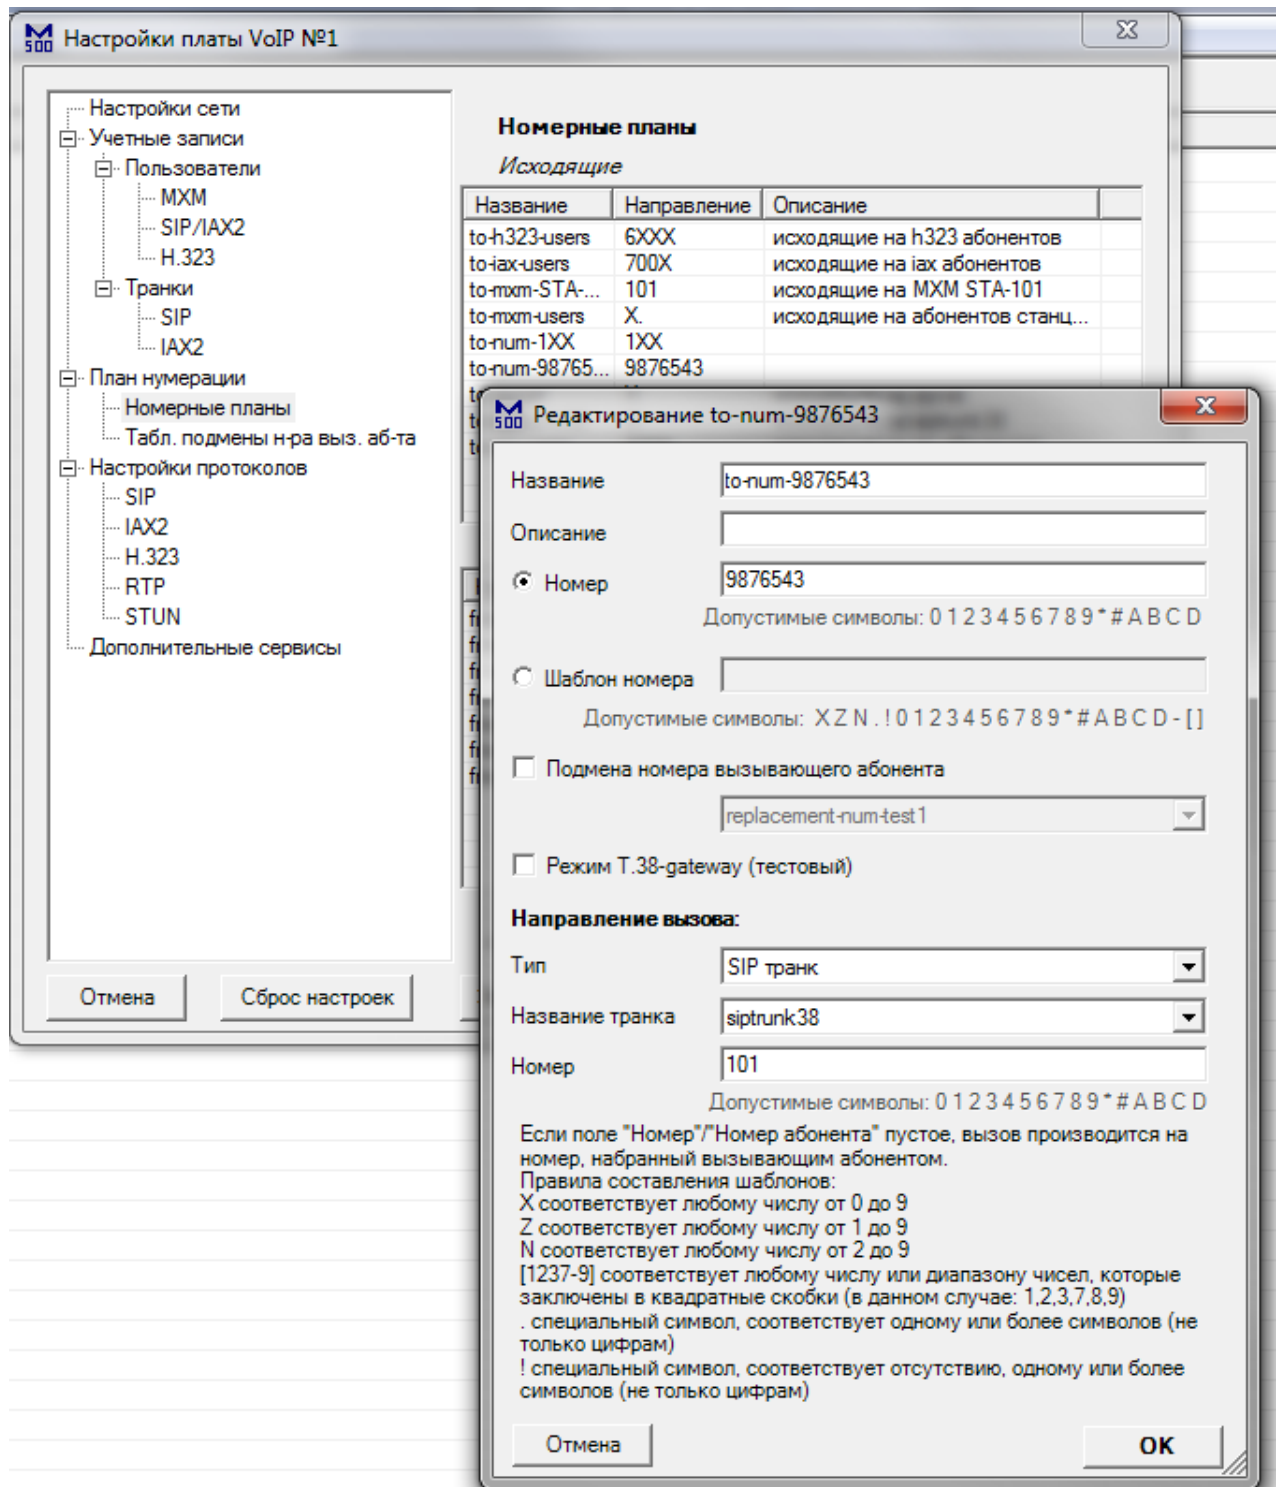 M 500 Настройки платы VoIP №1
Настройки сети
Учетные записи
Пользователи
MXM
SIP/IAX2
H.323
Транки
SIP
IAX2
План нумерации
Номерные планы
Табл. подмены н-ра выз. аб-та
Настройки протоколов
SIP
IAX2
H.323
RTP
STUN
Дополнительные сервисы
Номерные планы
Исходящие
Название Направление Описание
to-h323-users 6XXX исходящие на h323 абонентов
to-iax-users 700X исходящие на iax абонентов
to-mxm-STA-... 101 исходящие на MXM STA-101
to-mxm-users X. исходящие на абонентов станц...
to-num-1XX 1XX
to-num-98765... 9876543
Отмена Сброс настроек
M 500 Редактирование to-num-9876543
Название to-num-9876543
Описание
Номер 9876543
Допустимые символы: 0 1 2 3 4 5 6 7 8 9 * # A B C D
Шаблон номера
Допустимые символы: X Z N . ! 0 1 2 3 4 5 6 7 8 9 * # A B C D - [ ]
Подмена номера вызывающего абонента
replacement-num-test1
Режим T.38-gateway (тестовый)
Направление вызова:
Тип SIP транк
Название транка siptrunk38
Номер 101
Допустимые символы: 0 1 2 3 4 5 6 7 8 9 * # A B C D
Если поле "Номер"/"Номер абонента" пустое, вызов производится на
номер, набранный вызывающим абонентом.
Правила составления шаблонов:
X соответствует любому числу от 0 до 9
Z соответствует любому числу от 1 до 9
N соответствует любому числу от 2 до 9
[1237-9] соответствует любому числу или диапазону чисел, которые
заключены в квадратные скобки (в данном случае: 1,2,3,7,8,9)
. специальный символ, соответствует одному или более символов (не
только цифрам)
! специальный символ, соответствует отсутствию, одному или более
символов (не только цифрам)
Отмена OK